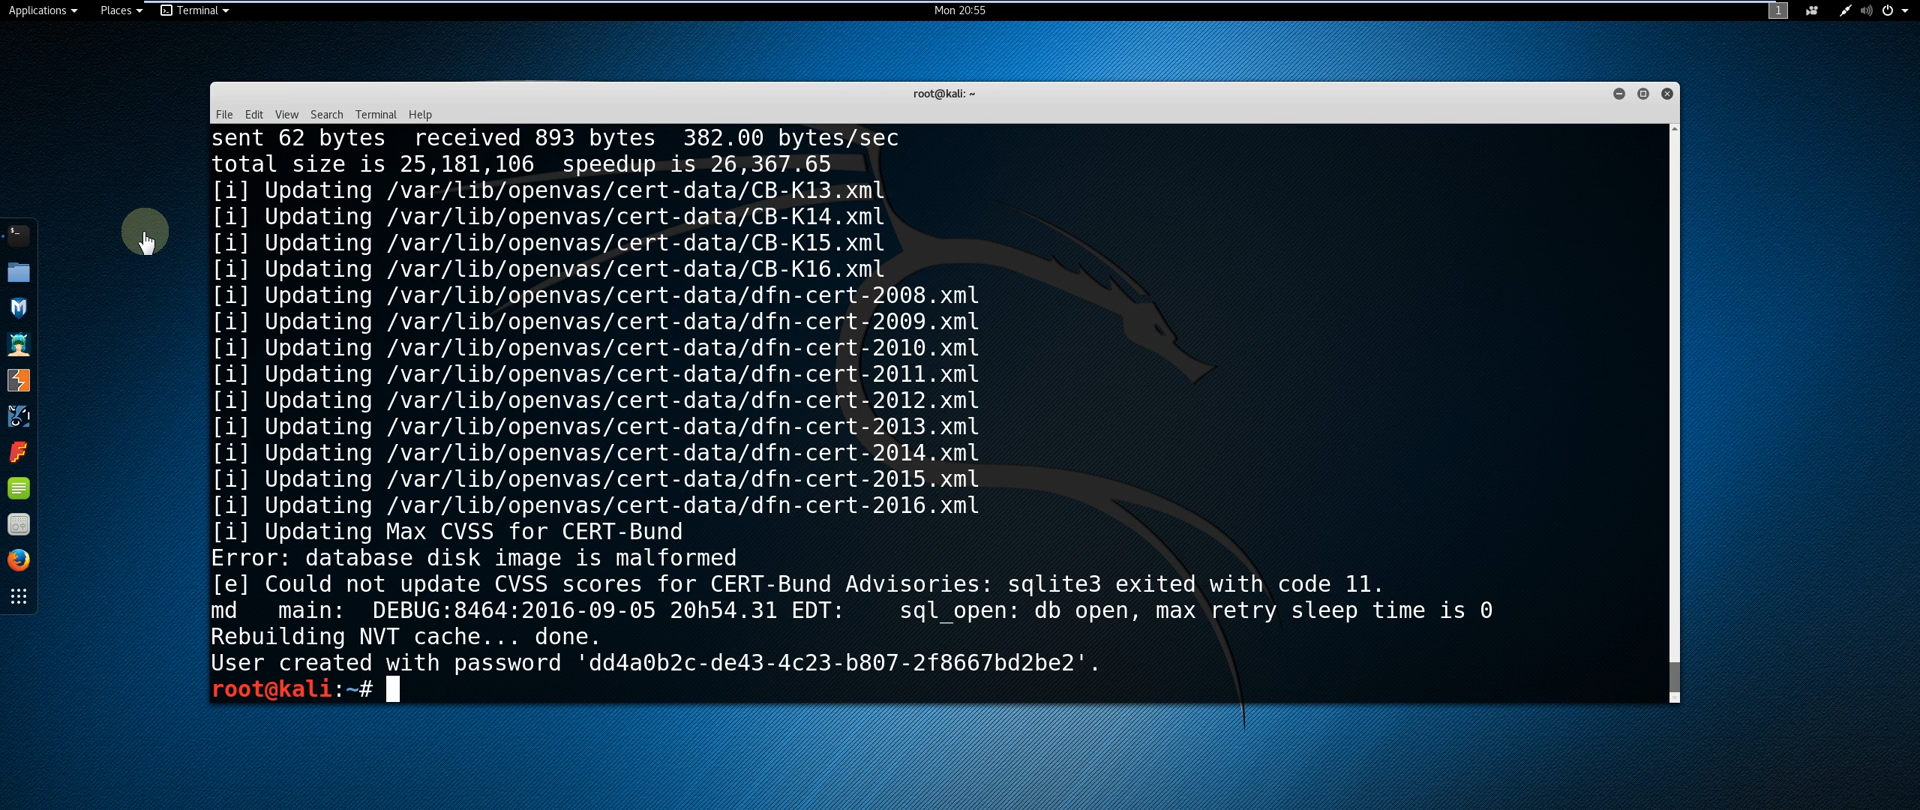 Applications Places Terminal Mon 20:55 1
root@kali: ~
File Edit View Search Terminal Help
sent 62 bytes  received 893 bytes  382.00 bytes/sec
total size is 25,181,106  speedup is 26,367.65
[i] Updating /var/lib/openvas/cert-data/CB-K13.xml
[i] Updating /var/lib/openvas/cert-data/CB-K14.xml
[i] Updating /var/lib/openvas/cert-data/CB-K15.xml
[i] Updating /var/lib/openvas/cert-data/CB-K16.xml
[i] Updating /var/lib/openvas/cert-data/dfn-cert-2008.xml
[i] Updating /var/lib/openvas/cert-data/dfn-cert-2009.xml
[i] Updating /var/lib/openvas/cert-data/dfn-cert-2010.xml
[i] Updating /var/lib/openvas/cert-data/dfn-cert-2011.xml
[i] Updating /var/lib/openvas/cert-data/dfn-cert-2012.xml
[i] Updating /var/lib/openvas/cert-data/dfn-cert-2013.xml
[i] Updating /var/lib/openvas/cert-data/dfn-cert-2014.xml
[i] Updating /var/lib/openvas/cert-data/dfn-cert-2015.xml
[i] Updating /var/lib/openvas/cert-data/dfn-cert-2016.xml
[i] Updating Max CVSS for CERT-Bund
Error: database disk image is malformed
[e] Could not update CVSS scores for CERT-Bund Advisories: sqlite3 exited with code 11.
md   main:  DEBUG:8464:2016-09-05 20h54.31 EDT:    sql_open: db open, max retry sleep time is 0
Rebuilding NVT cache... done.
User created with password 'dd4a0b2c-de43-4c23-b807-2f8667bd2be2'.
root@kali:~#